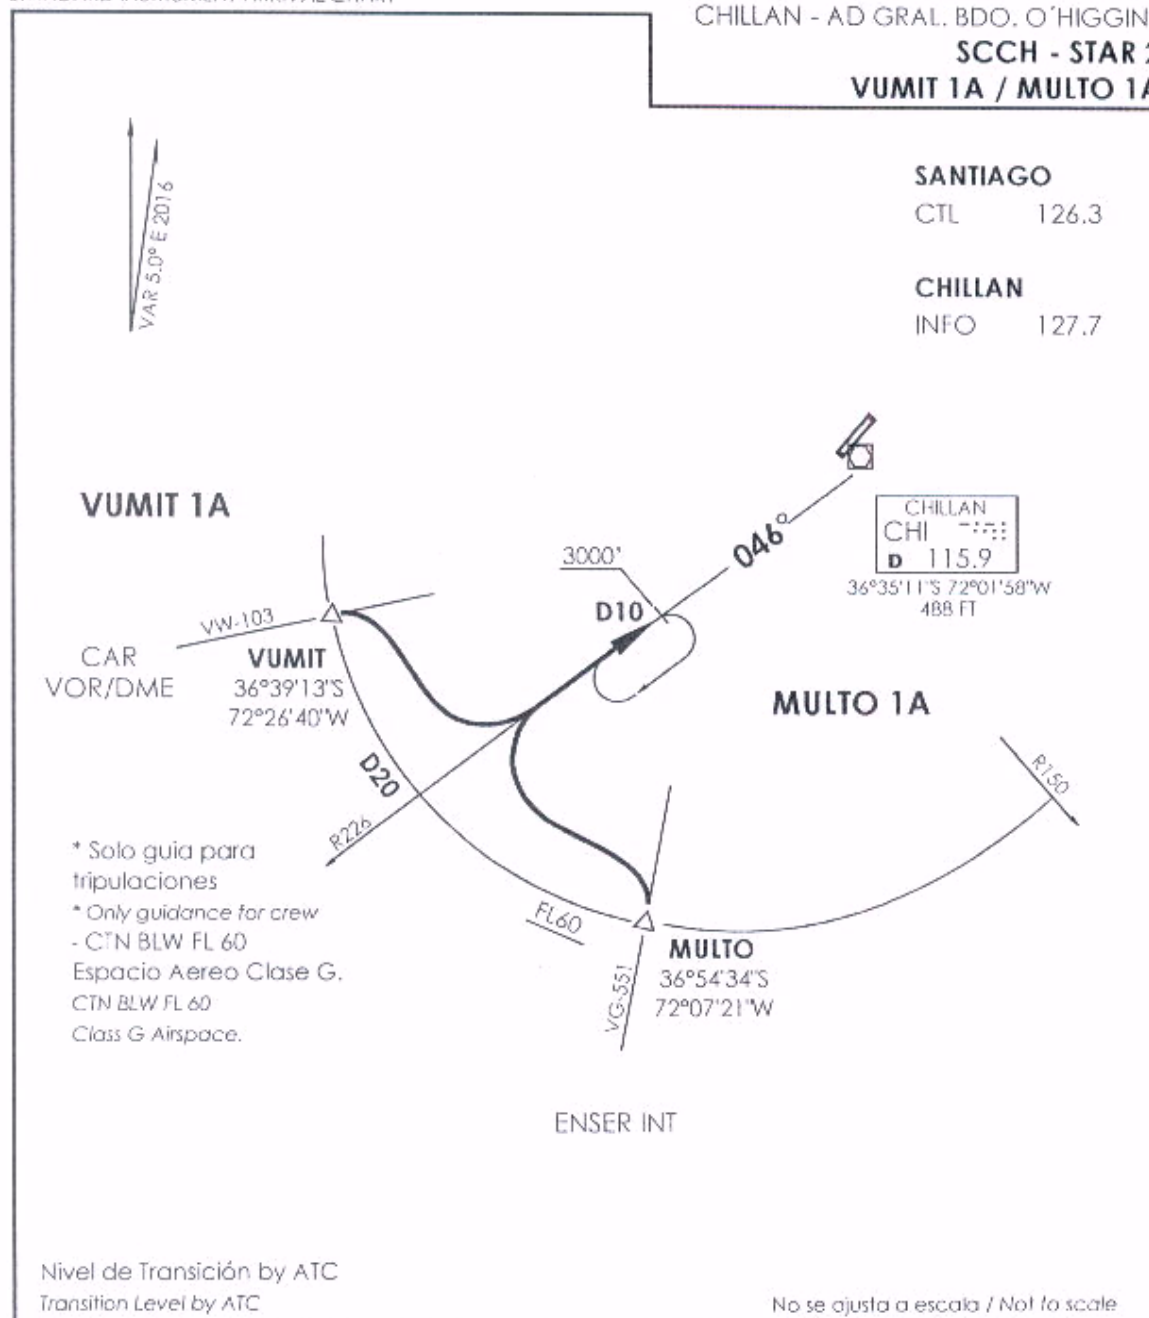 CHILLAN - AD GRAL. BDO. O´HIGGIN
SCCH - STAR 2
VUMIT 1A / MULTO 1A
VAR 5.0° E 2016
SANTIAGO
CTL 126.3
CHILLAN
INFO 127.7
VUMIT 1A
046°
CHILLAN
CHI
D 115.9
36°35'11"S 72°01'58"W
488 FT
3000'
D10
VW-103
CAR
VOR/DME
VUMIT
36°39'13"S
72°26'40"W
MULTO 1A
D20
R226
R150
* Solo guia para
tripulaciones
* Only guidance for crew
- CTN BLW FL 60
Espacio Aereo Clase G.
CTN BLW FL 60
Class G Airspace.
FL60
MULTO
36°54'34"S
72°07'21"W
VG-551
ENSER INT
Nivel de Transición by ATC
Transition Level by ATC
No se ajusta a escala / Not to scale